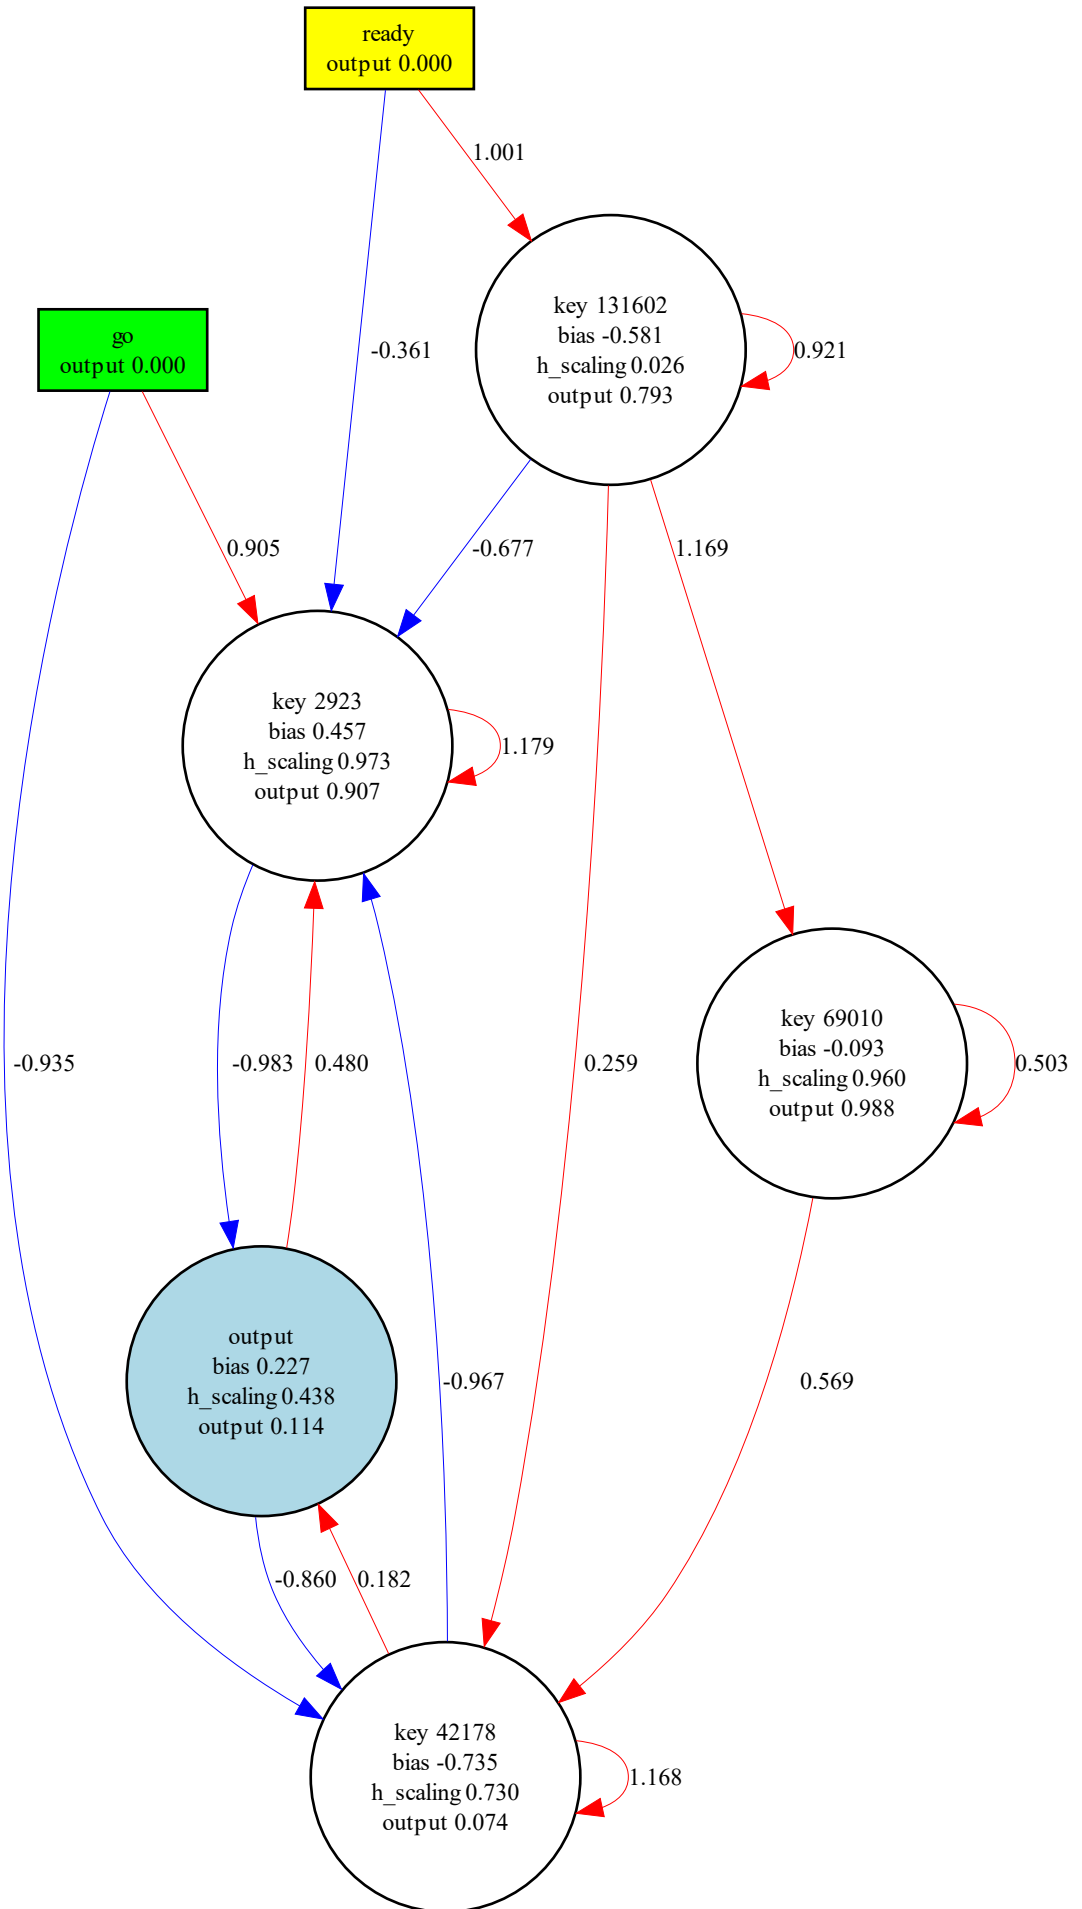 ready
output 0.000
1.001
go
output 0.000
key 131602
bias -0.581
h_scaling 0.026
output 0.793
0.921
-0.361
0.905
-0.677
1.169
key 2923
bias 0.457
h_scaling 0.973
output 0.907
1.179
-0.935
-0.983
0.480
0.259
key 69010
bias -0.093
h_scaling 0.960
output 0.988
0.503
output
bias 0.227
h_scaling 0.438
output 0.114
-0.967
0.569
-0.860
0.182
key 42178
bias -0.735
h_scaling 0.730
output 0.074
1.168